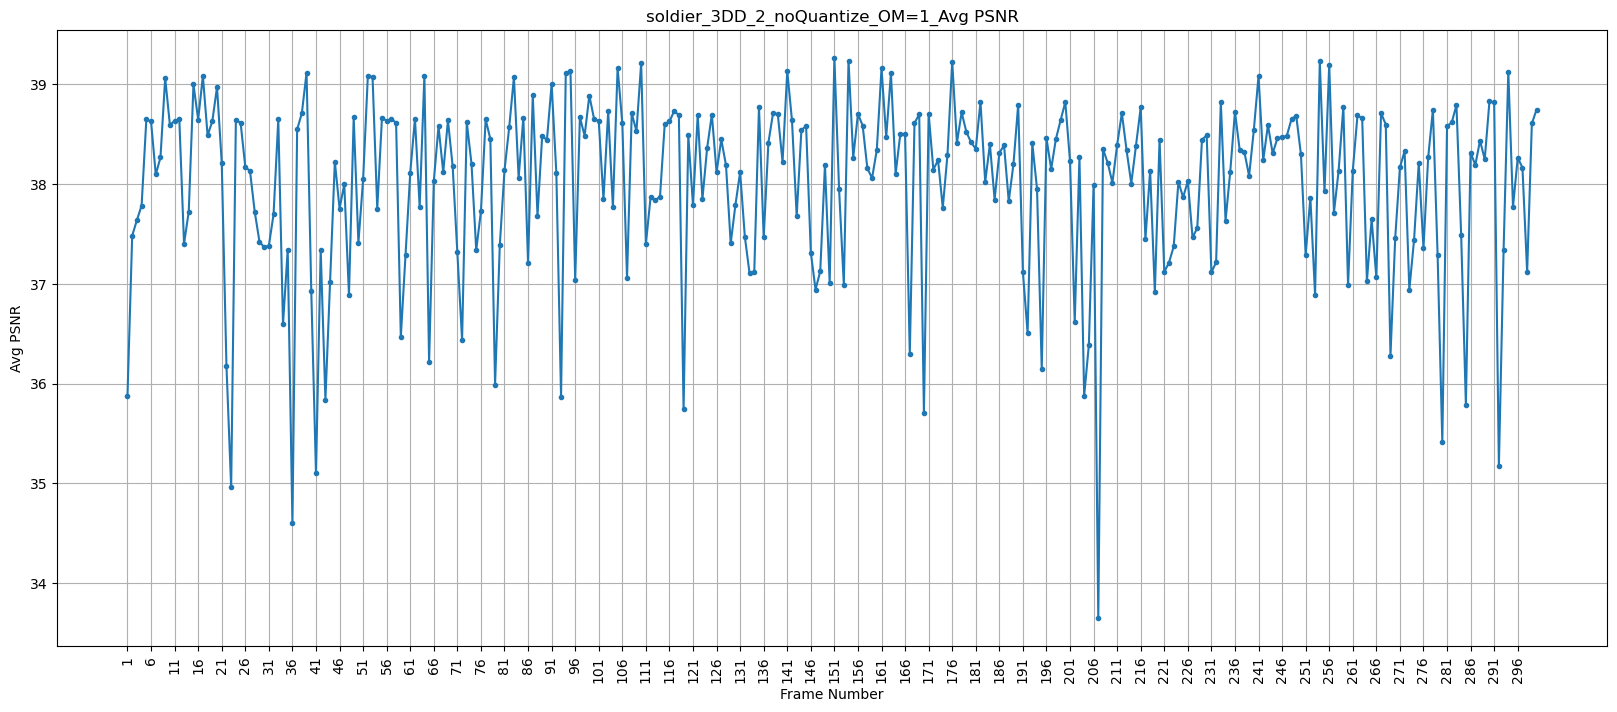 soldier_3DD_2_noQuantize_OM=1_Avg PSNR
Avg PSNR
39
38
37
36
35
34
1 6 11 16 21 26 31 36 41 46 51 56 61 66 71 76 81 86 91 96 101 106 111 116 121 126 131 136 141 146 151 156 161 166 171 176 181 186 191 196 201 206 211 216 221 226 231 236 241 246 251 256 261 266 271 276 281 286 291 296
Frame Number